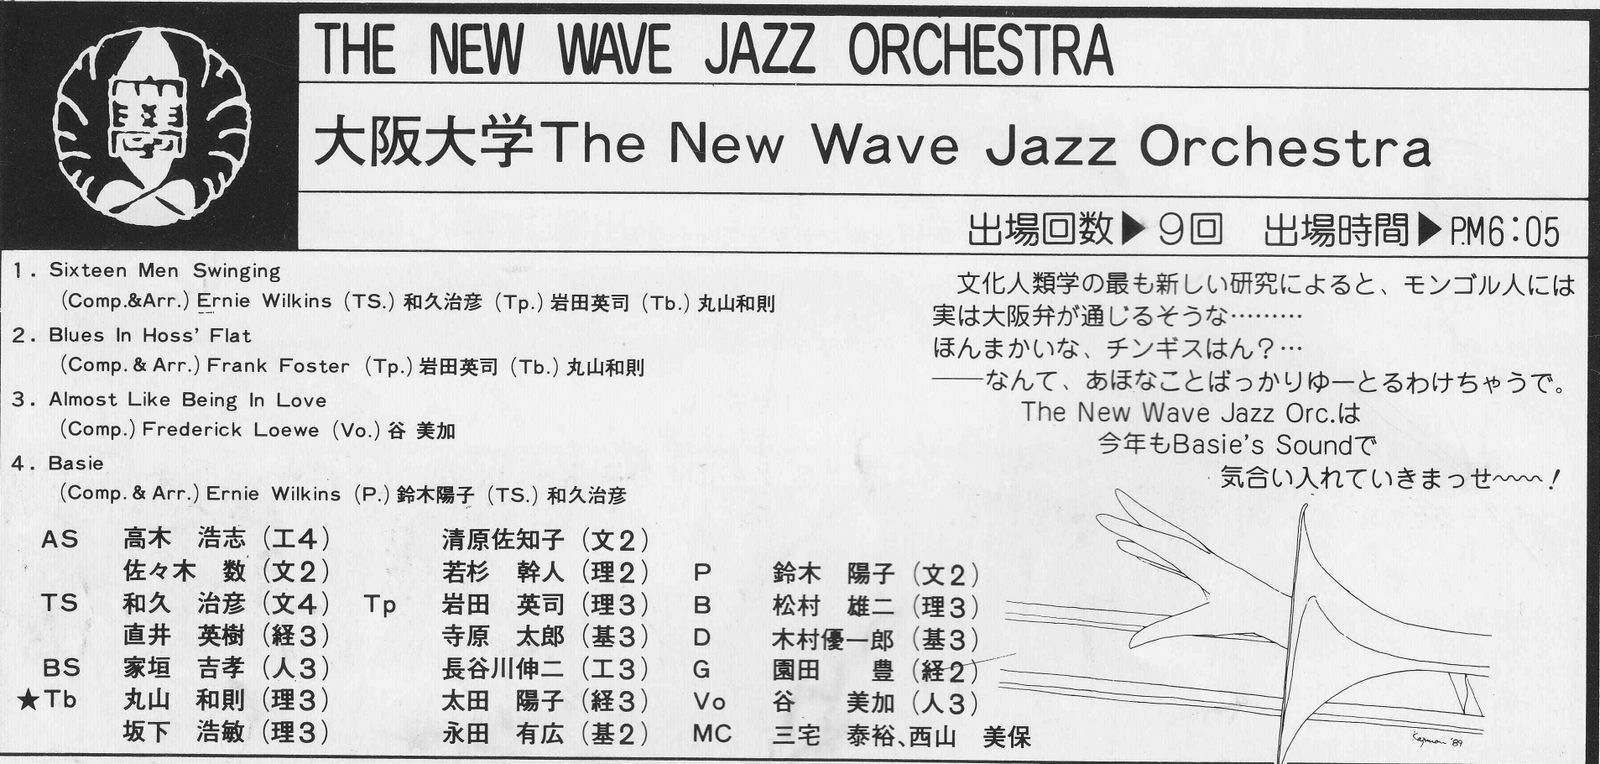 THE NEW WAVE JAZZ ORCHESTRA
大阪大学The New Wave Jazz Orchestra
出場回数▶9回 出場時間▶P.M6:05
1. Sixteen Men Swinging
(Comp.&Arr.) Ernie Wilkins (TS.) 和久治彦 (Tp.) 岩田英司 (Tb.) 丸山和則
2. Blues In Hoss' Flat
(Comp. & Arr.) Frank Foster (Tp.) 岩田英司 (Tb.) 丸山和則
3. Almost Like Being In Love
(Comp.) Frederick Loewe (Vo.) 谷 美加
4. Basie
(Comp. & Arr.) Ernie Wilkins (P.) 鈴木陽子 (TS.) 和久治彦
文化人類学の最も新しい研究によると、モンゴル人には
実は大阪弁が通じるそうな………
ほんまかいな、チンギスはん?…
――なんて、あほなことばっかりゆーとるわけちゃうで。
The New Wave Jazz Orc.は
今年もBasie's Soundで
気合い入れていきまっせ〜〜〜!
AS 高木 浩志(工4)
佐々木 数(文2)
TS 和久 治彦(文4)
直井 英樹(経3)
BS 家垣 吉孝(人3)
★Tb 丸山 和則(理3)
坂下 浩敏(理3)
清原佐知子(文2)
若杉 幹人(理2)
Tp 岩田 英司(理3)
寺原 太郎(基3)
長谷川伸二(工3)
太田 陽子(経3)
永田 有広(基2)
P 鈴木 陽子(文2)
B 松村 雄二(理3)
D 木村優一郎(基3)
G 園田 豊(経2)
Vo 谷 美加(人3)
MC 三宅 泰裕、西山 美保
'89